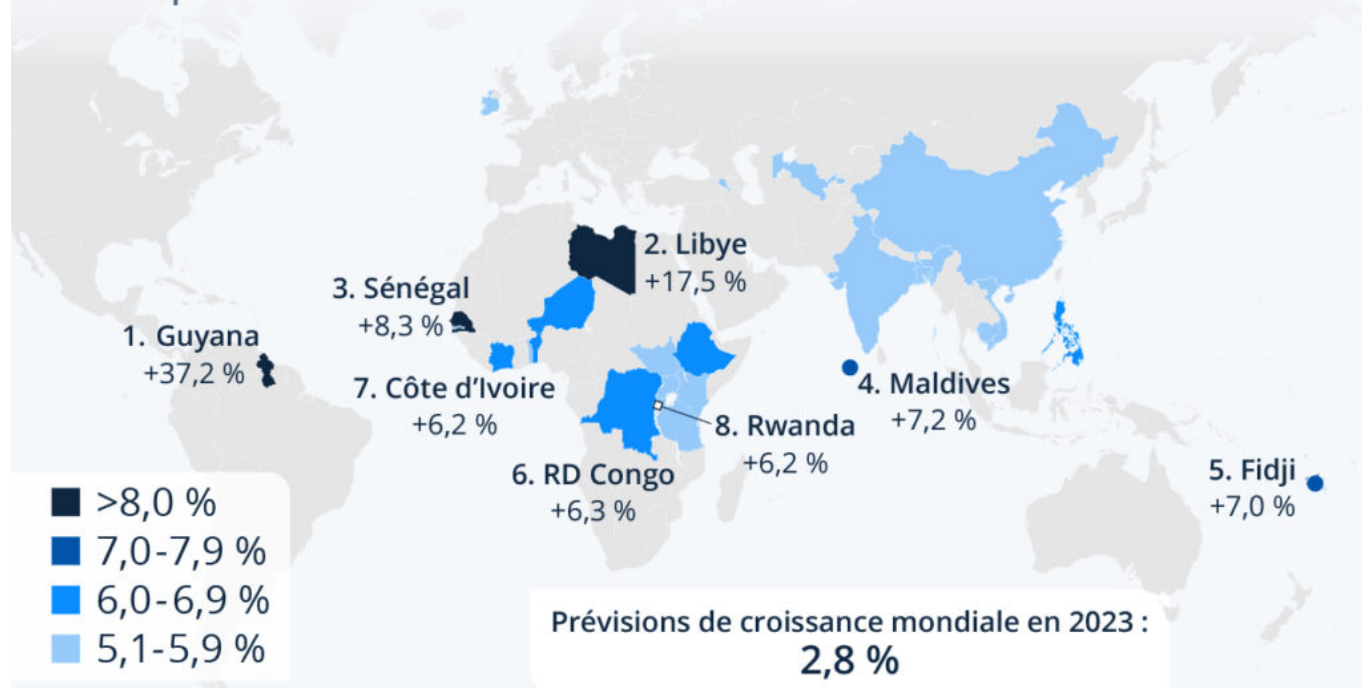 2. Libye
+17,5 %
3. Sénégal
+8,3 %
1. Guyana
+37,2 %
7. Côte d’Ivoire
+6,2 %
4. Maldives
+7,2 %
8. Rwanda
+6,2 %
6. RD Congo
+6,3 %
5. Fidji
+7,0 %
>8,0 %
7,0-7,9 %
6,0-6,9 %
5,1-5,9 %
Prévisions de croissance mondiale en 2023 :
2,8 %